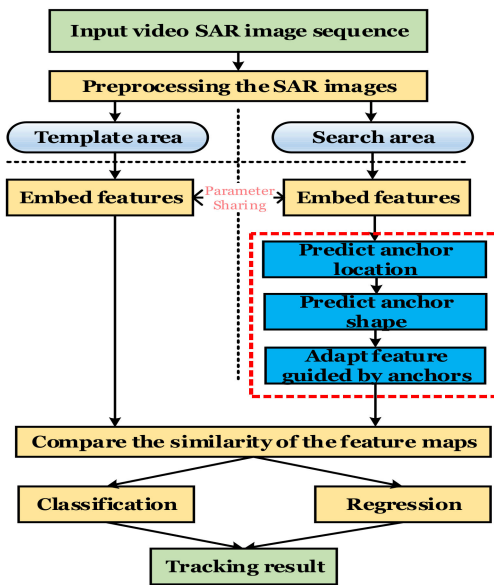 Input video SAR image sequence
Preprocessing the SAR images
Template area
Search area
Embed features
Parameter
Sharing
Embed features
Predict anchor
location
Predict anchor
shape
Adapt feature
guided by anchors
Compare the similarity of the feature maps
Classification
Regression
Tracking result